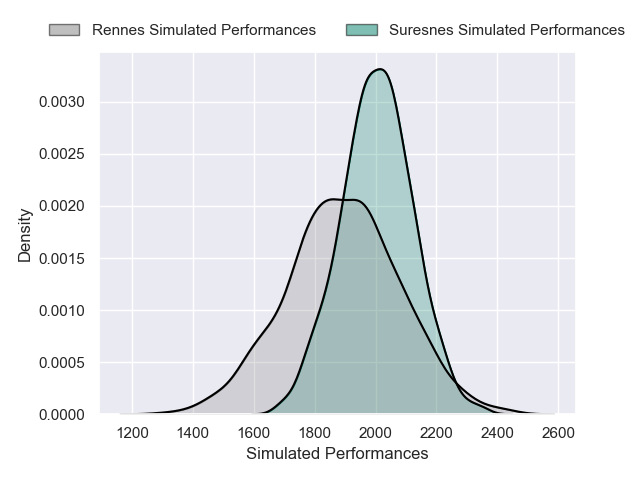 Rennes Simulated Performances
Suresnes Simulated Performances
0.0030
0.0025
0.0020
0.0015
0.0010
0.0005
0.0000
Density
1200 1400 1600 1800 2000 2200 2400 2600
Simulated Performances